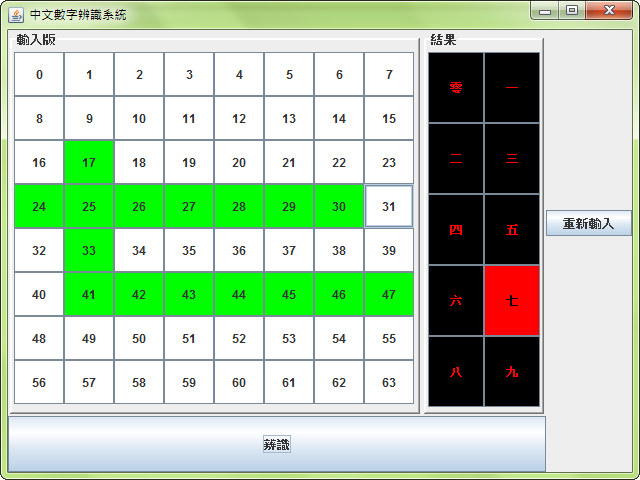 中文數字辨識系統
輸入版
結果
0 1 2 3 4 5 6 7
8 9 10 11 12 13 14 15
16 17 18 19 20 21 22 23
24 25 26 27 28 29 30 31
32 33 34 35 36 37 38 39
40 41 42 43 44 45 46 47
48 49 50 51 52 53 54 55
56 57 58 59 60 61 62 63
零 一
二 三
四 五
六 七
八 九
重新輸入
辨識